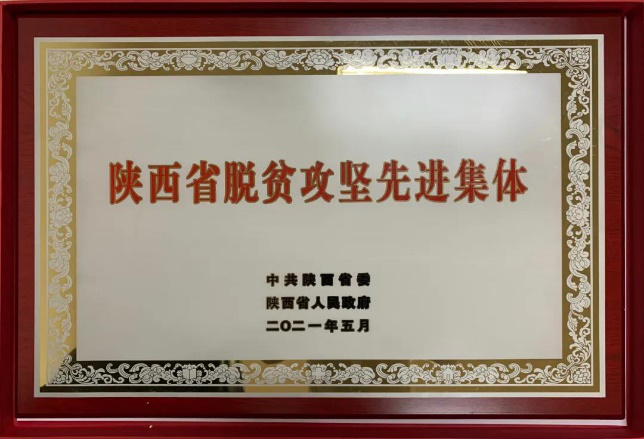 陕西省脱贫攻坚先进集体
中共陕西省委
陕西省人民政府
二〇二一年五月